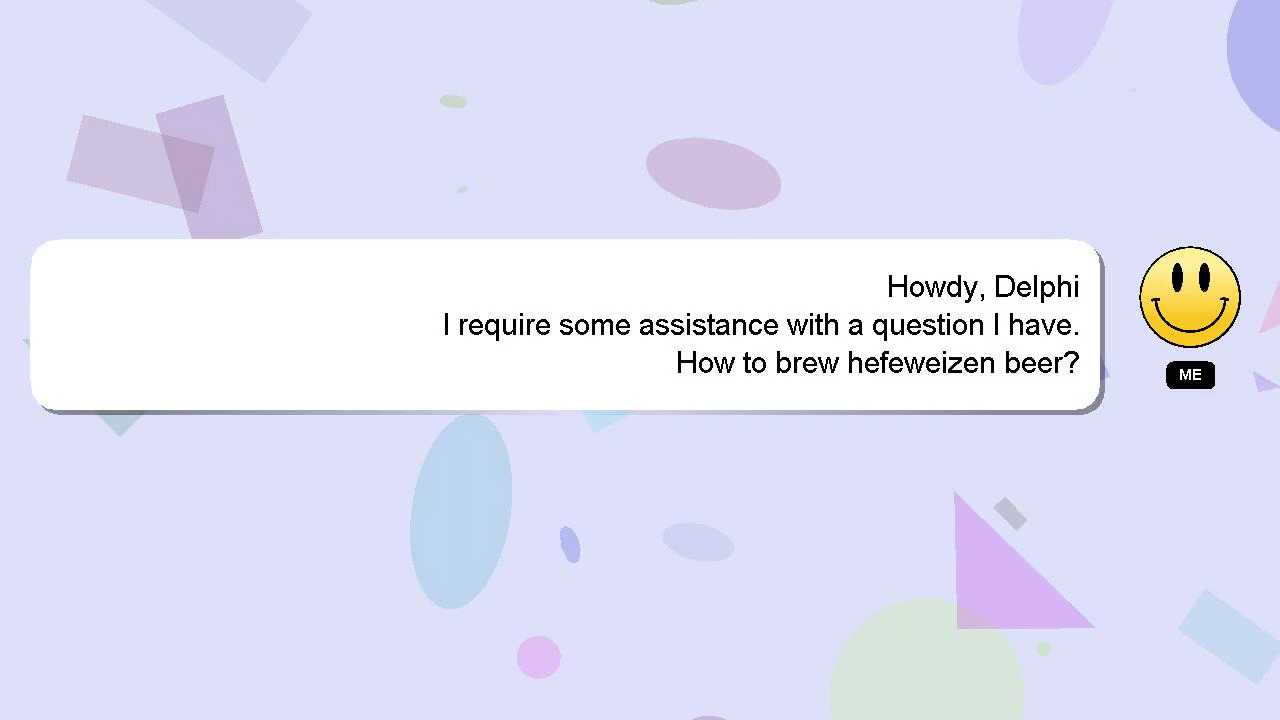 Howdy, Delphi
I require some assistance with a question I have.
How to brew hefeweizen beer?
ME